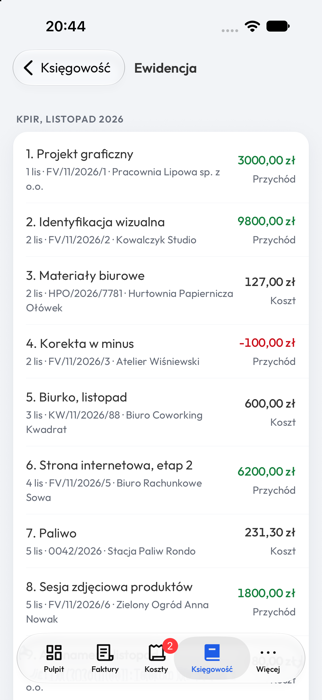 20:44
Księgowość
Ewidencja
KPIR, LISTOPAD 2026
1. Projekt graficzny
3000,00 zł
1 lis · FV/11/2026/1 · Pracownia Lipowa sp. z
o.o.
Przychód
2. Identyfikacja wizualna
9800,00 zł
2 lis · FV/11/2026/2 · Kowalczyk Studio
Przychód
3. Materiały biurowe
127,00 zł
2 lis · HPO/2026/7781 · Hurtownia Papiernicza
Ołówek
Koszt
4. Korekta w minus
-100,00 zł
2 lis · FV/11/2026/3 · Atelier Wiśniewski
Przychód
5. Biurko, listopad
600,00 zł
3 lis · KW/11/2026/88 · Biuro Coworking
Kwadrat
Koszt
6. Strona internetowa, etap 2
6200,00 zł
4 lis · FV/11/2026/5 · Biuro Rachunkowe
Sowa
Przychód
7. Paliwo
231,30 zł
5 lis · 0042/2026 · Stacja Paliw Rondo
Koszt
8. Sesja zdjęciowa produktów
1800,00 zł
5 lis · FV/11/2026/6 · Zielony Ogród Anna
Nowak
Przychód
2
Pulpit
Faktury
Koszty
Księgowość
Więcej
o.o.